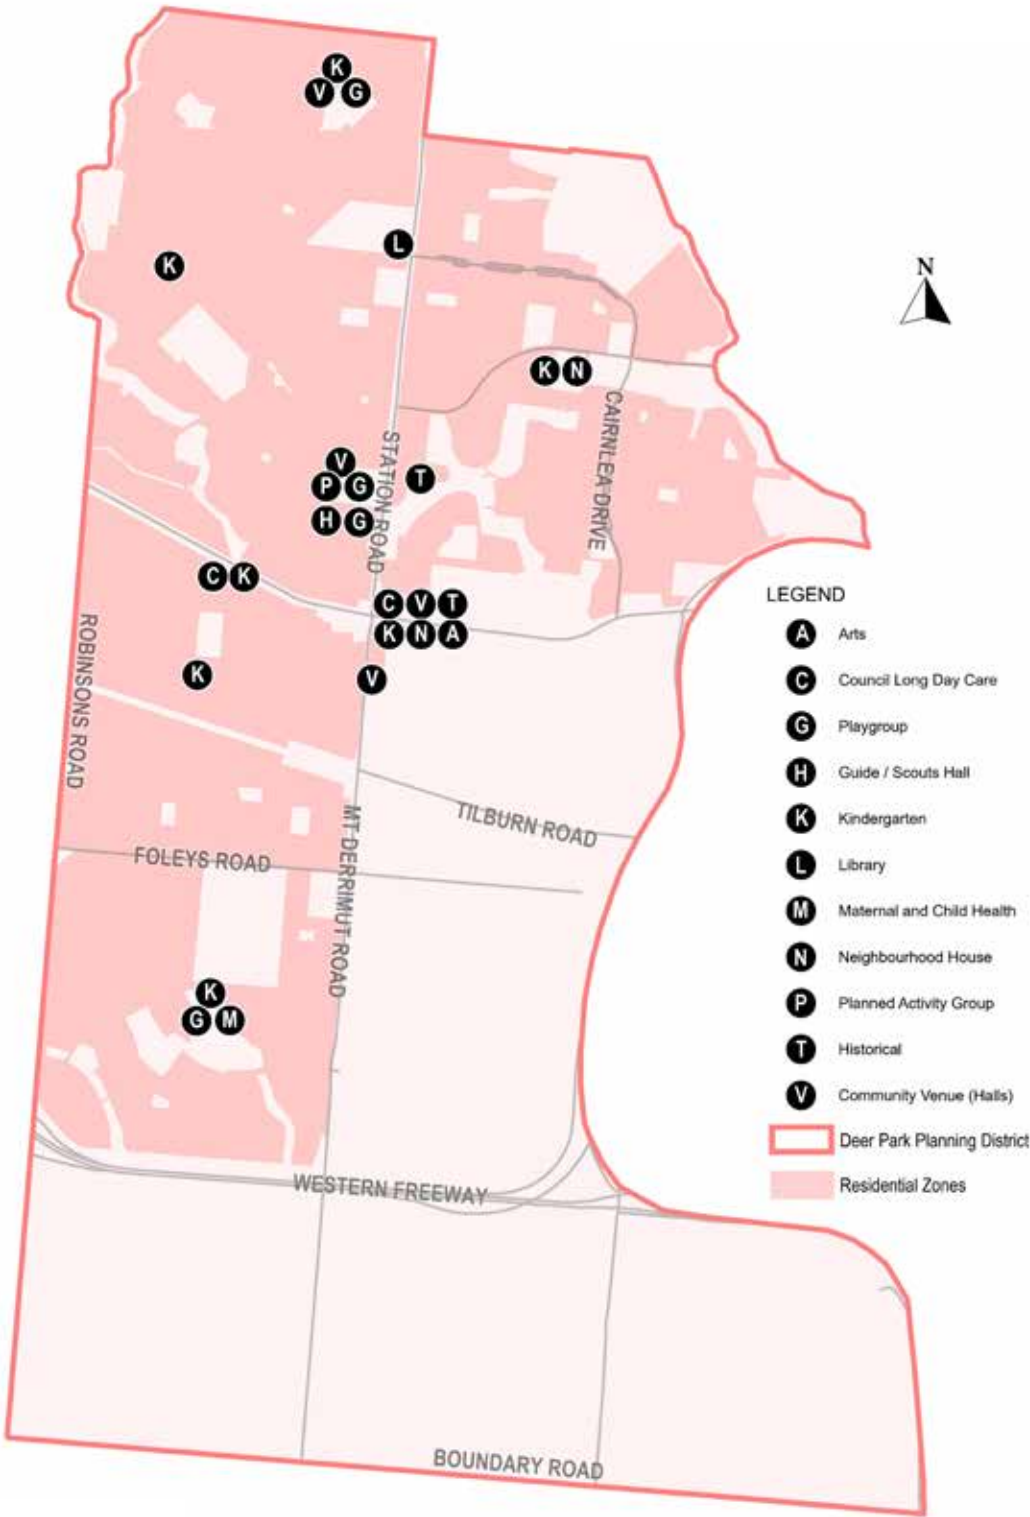 K
V G
N
L
K
K N
CAIRNLEA DRIVE
STATION ROAD
V
P G
T
H G
C K
C V T
K N A
ROBINSONS ROAD
K
V
MT DERRIMUT ROAD
TILBURN ROAD
FOLEYS ROAD
K
G M
WESTERN FREEWAY
BOUNDARY ROAD
LEGEND
A Arts
C Council Long Day Care
G Playgroup
H Guide / Scouts Hall
K Kindergarten
L Library
M Maternal and Child Health
N Neighbourhood House
P Planned Activity Group
T Historical
V Community Venue (Halls)
Deer Park Planning District
Residential Zones